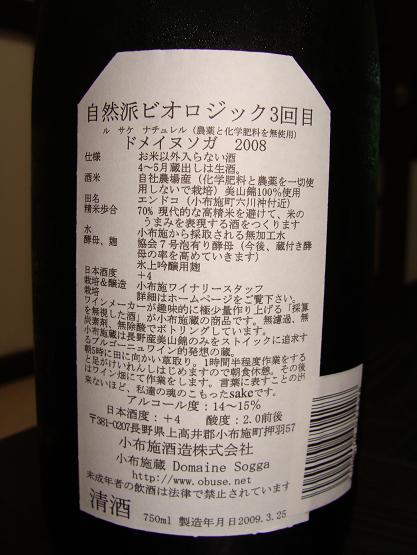 自然派ビオロジック3回目
ル サケ ナチュレル（農薬と化学肥料を無使用）
ドメイヌソガ 2008
仕様 お米以外入らない酒
4～5月蔵出しは生酒。
酒米 自社農場産（化学肥料と農薬を一切使
用しないで栽培）美山錦100%使用
田名 エンドコ（小布施町六川沖付近）
精米歩合 70% 現代的な高精米を避けて、米の
うまみを表現する酒をつくります
水 小布施から採取される無加工水
酵母、麹 協会7号泡有り酵母（今後、蔵付き酵
母の率を高めていきます）
氷上吟醸用麹
日本酒度 +4
栽培&醸造 小布施ワイナリースタッフ
栽培 詳細はホームページをご覧下さい。
ワインメーカーが趣味的に極少量作り上げる「採算
を無視した酒」が小布施蔵の商品です。無濾過、無
炭素剤、無除酸でボトリングしています。
小布施蔵は長野産美山錦のみをストイックに追求す
るブルゴーニュワイン的発想の蔵。
朝5時に田に向かい草取り。1時間半程度作業をする
と足がけいれんしはじめますので朝食休憩。その後
はワイン畑にて作業をします。言葉に表すことの出
来ないほど、私達の魂のこもったsakeです。
アルコール度：14～15%
日本酒度：+4 酸度：2.0前後
〒381-0207長野県上高井郡小布施町押羽57
小布施酒造株式会社
小布施蔵 Domaine Sogga
http://www.obuse.net
未成年者の飲酒は法律で禁止されています
清酒 750ml 製造年月日2009.3.25